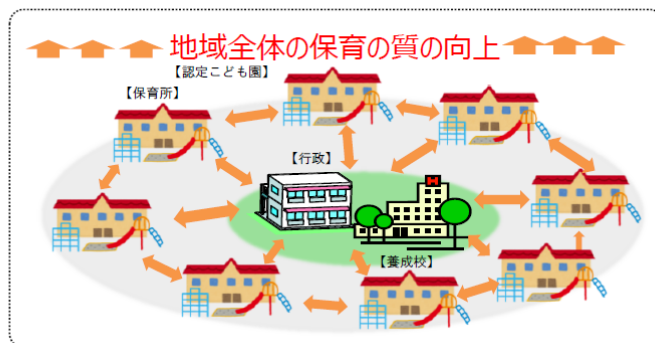 地域全体の保育の質の向上
【認定こども園】
【保育所】
【行政】
【養成校】